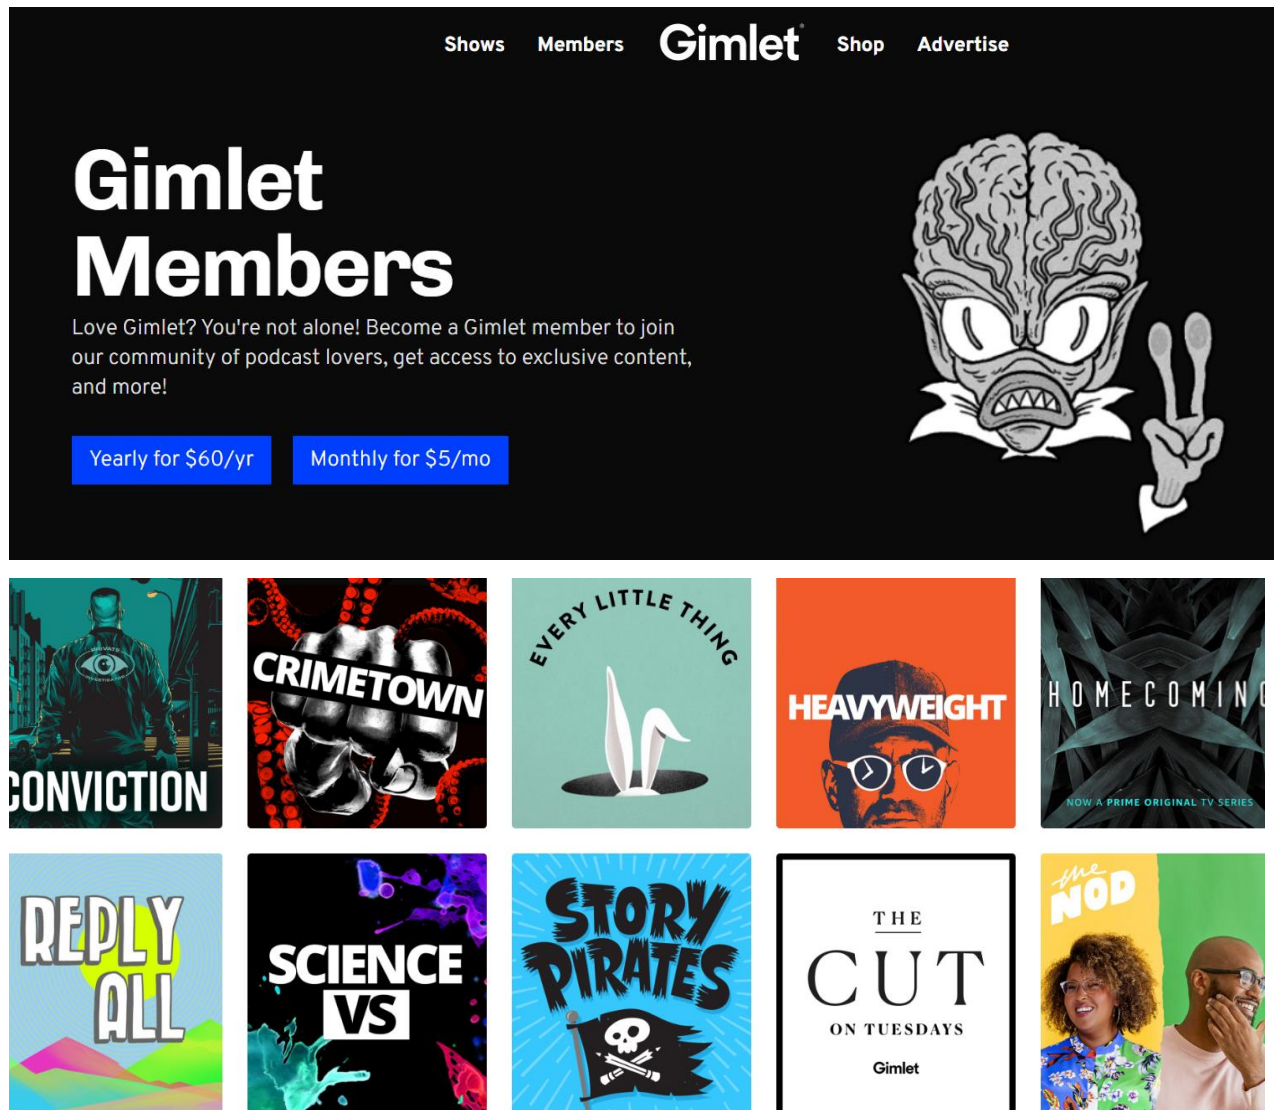 Shows Members Gimlet Shop Advertise
Gimlet
Members
Love Gimlet? You're not alone! Become a Gimlet member to join
our community of podcast lovers, get access to exclusive content,
and more!
Yearly for $60/yr Monthly for $5/mo
PRIVATE
CONVICTION
CRIMETOWN
EVERY LITTLE THING
HEAVYWEIGHT
HOMECOMING
NOW A PRIME ORIGINAL TV SERIES
REPLY
ALL
SCIENCE
VS
STORY
PIRATES
THE
CUT
ON TUESDAYS
Gimlet
the
NOD